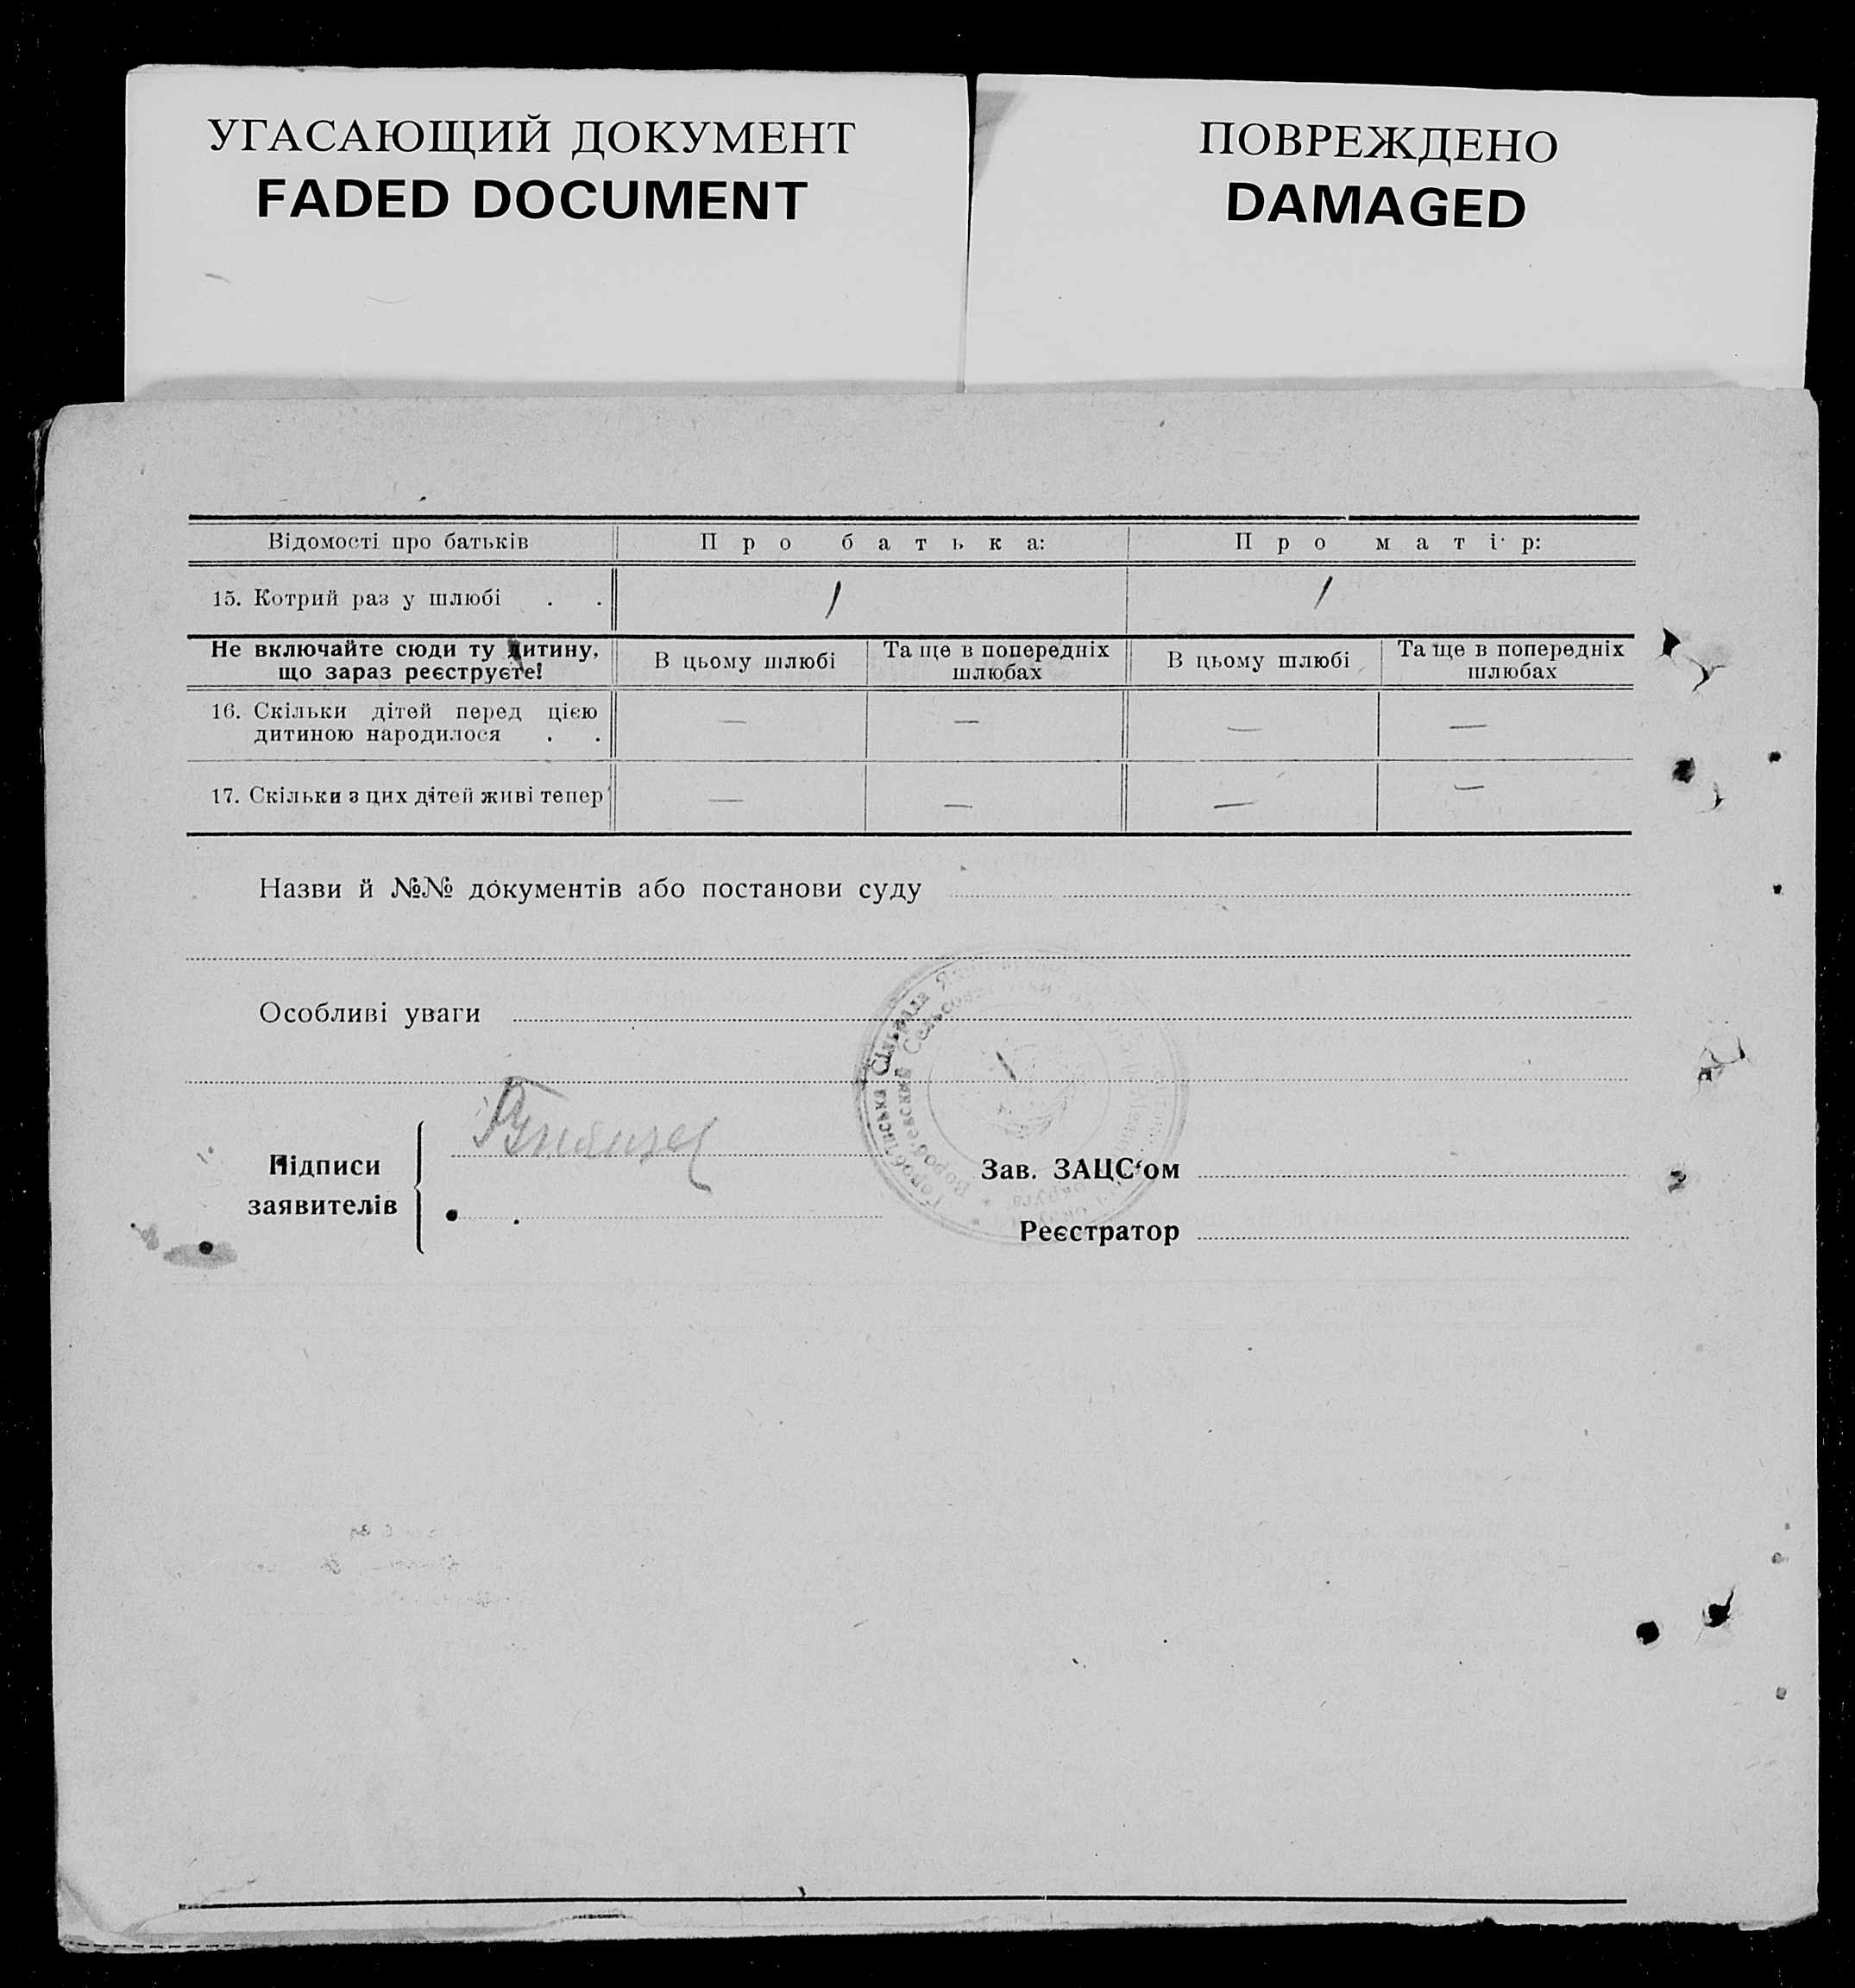 УГАСАЮЩИЙ ДОКУМЕНТ
FADED DOCUMENT
ПОВРЕЖДЕНО
DAMAGED
Відомості про батьків Про батька: Про матір:
15. Котрий раз у шлюбі . . / /
Не включайте сюди ту дитину, що зараз реєструєте! В цьому шлюбі Та ще в попередніх шлюбах В цьому шлюбі Та ще в попередніх шлюбах
16. Скільки дітей перед цією
дитиною народилося . . — — — —
17. Скільки з цих дітей живі тепер — — — —
Назви й №№ документів або постанови суду
Особливі уваги
Підписи
заявителів
Зав. ЗАЦС'ом
Реєстратор
Сільрада
Сельсовет